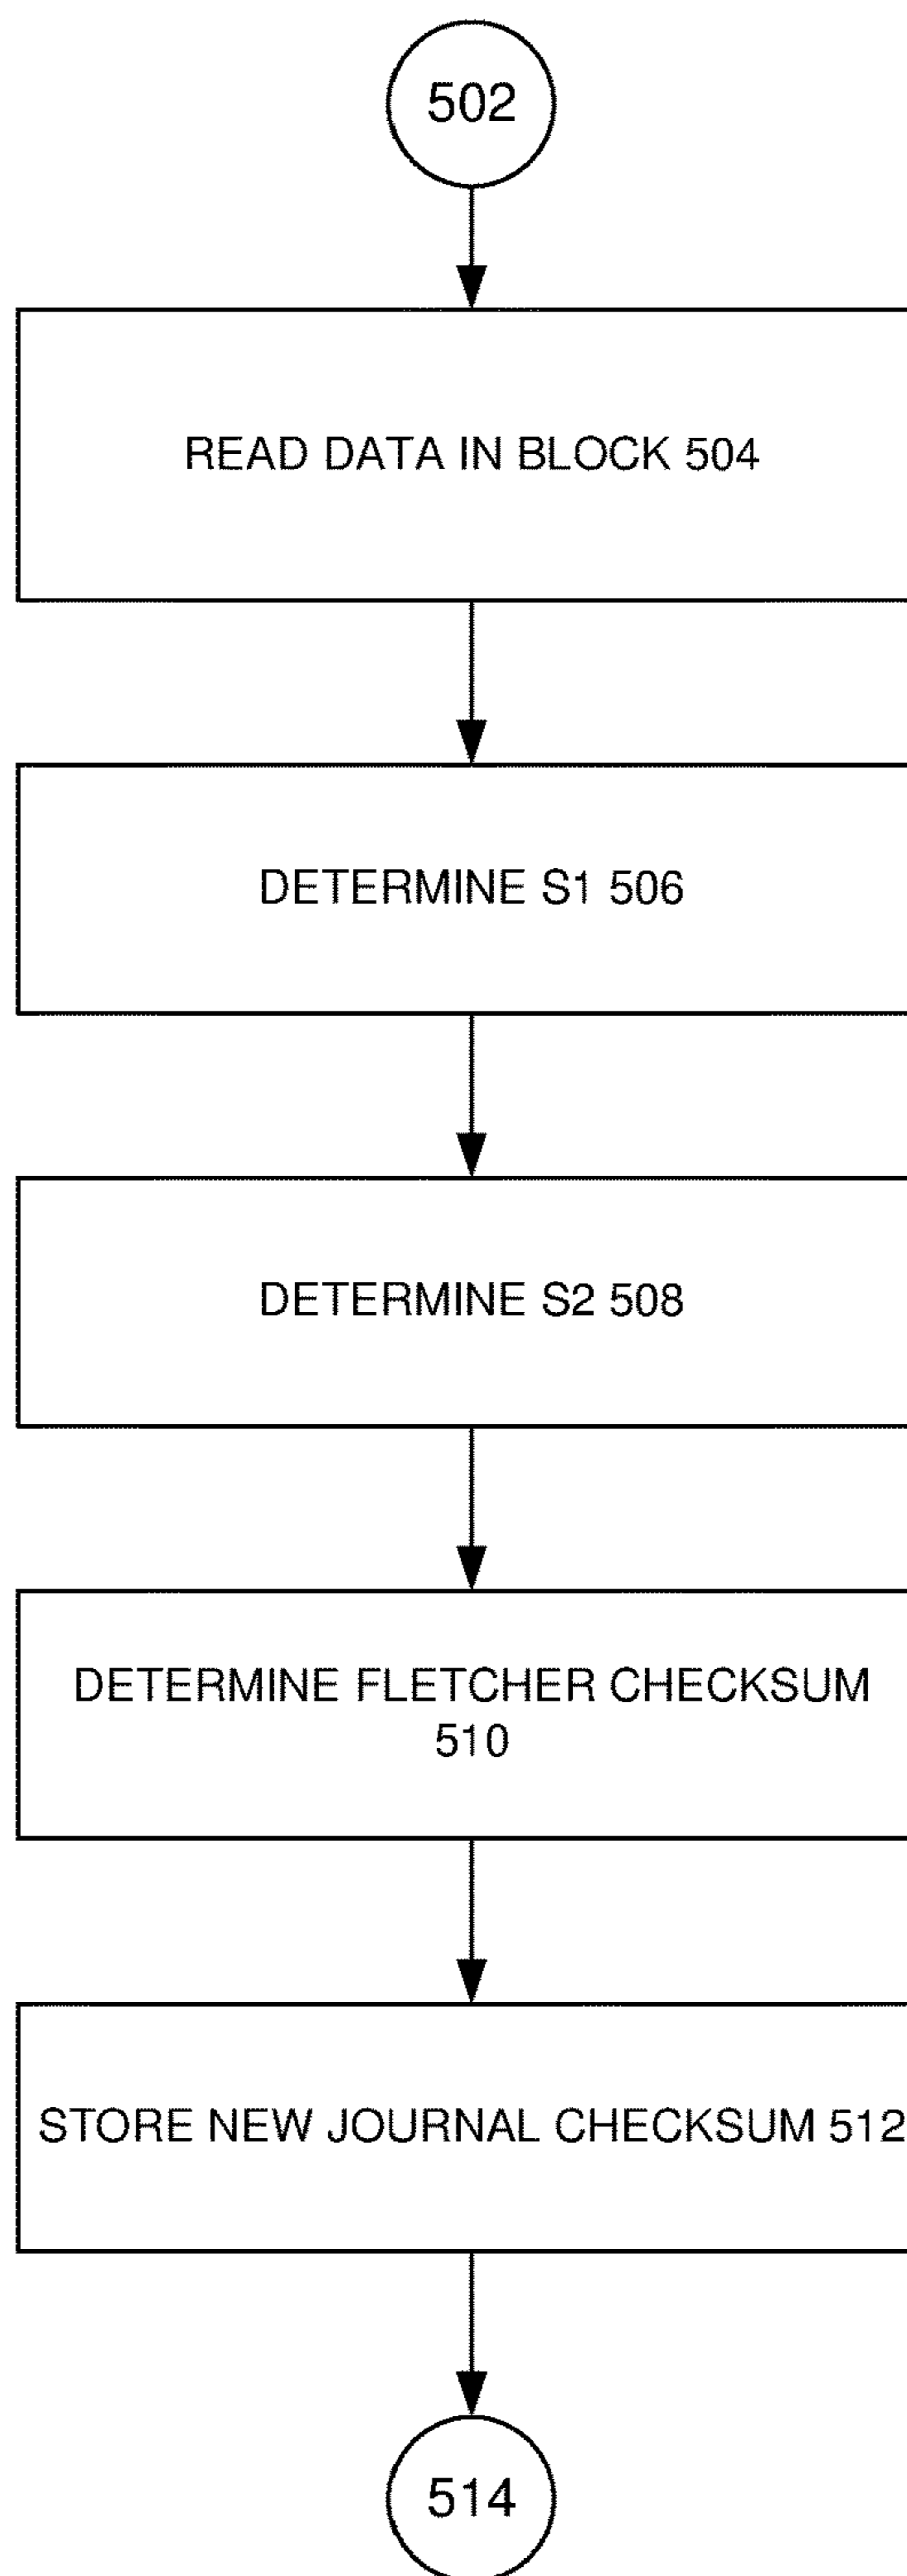 502
READ DATA IN BLOCK 504
DETERMINE S1 506
DETERMINE S2 508
DETERMINE FLETCHER CHECKSUM
510
STORE NEW JOURNAL CHECKSUM 512
514